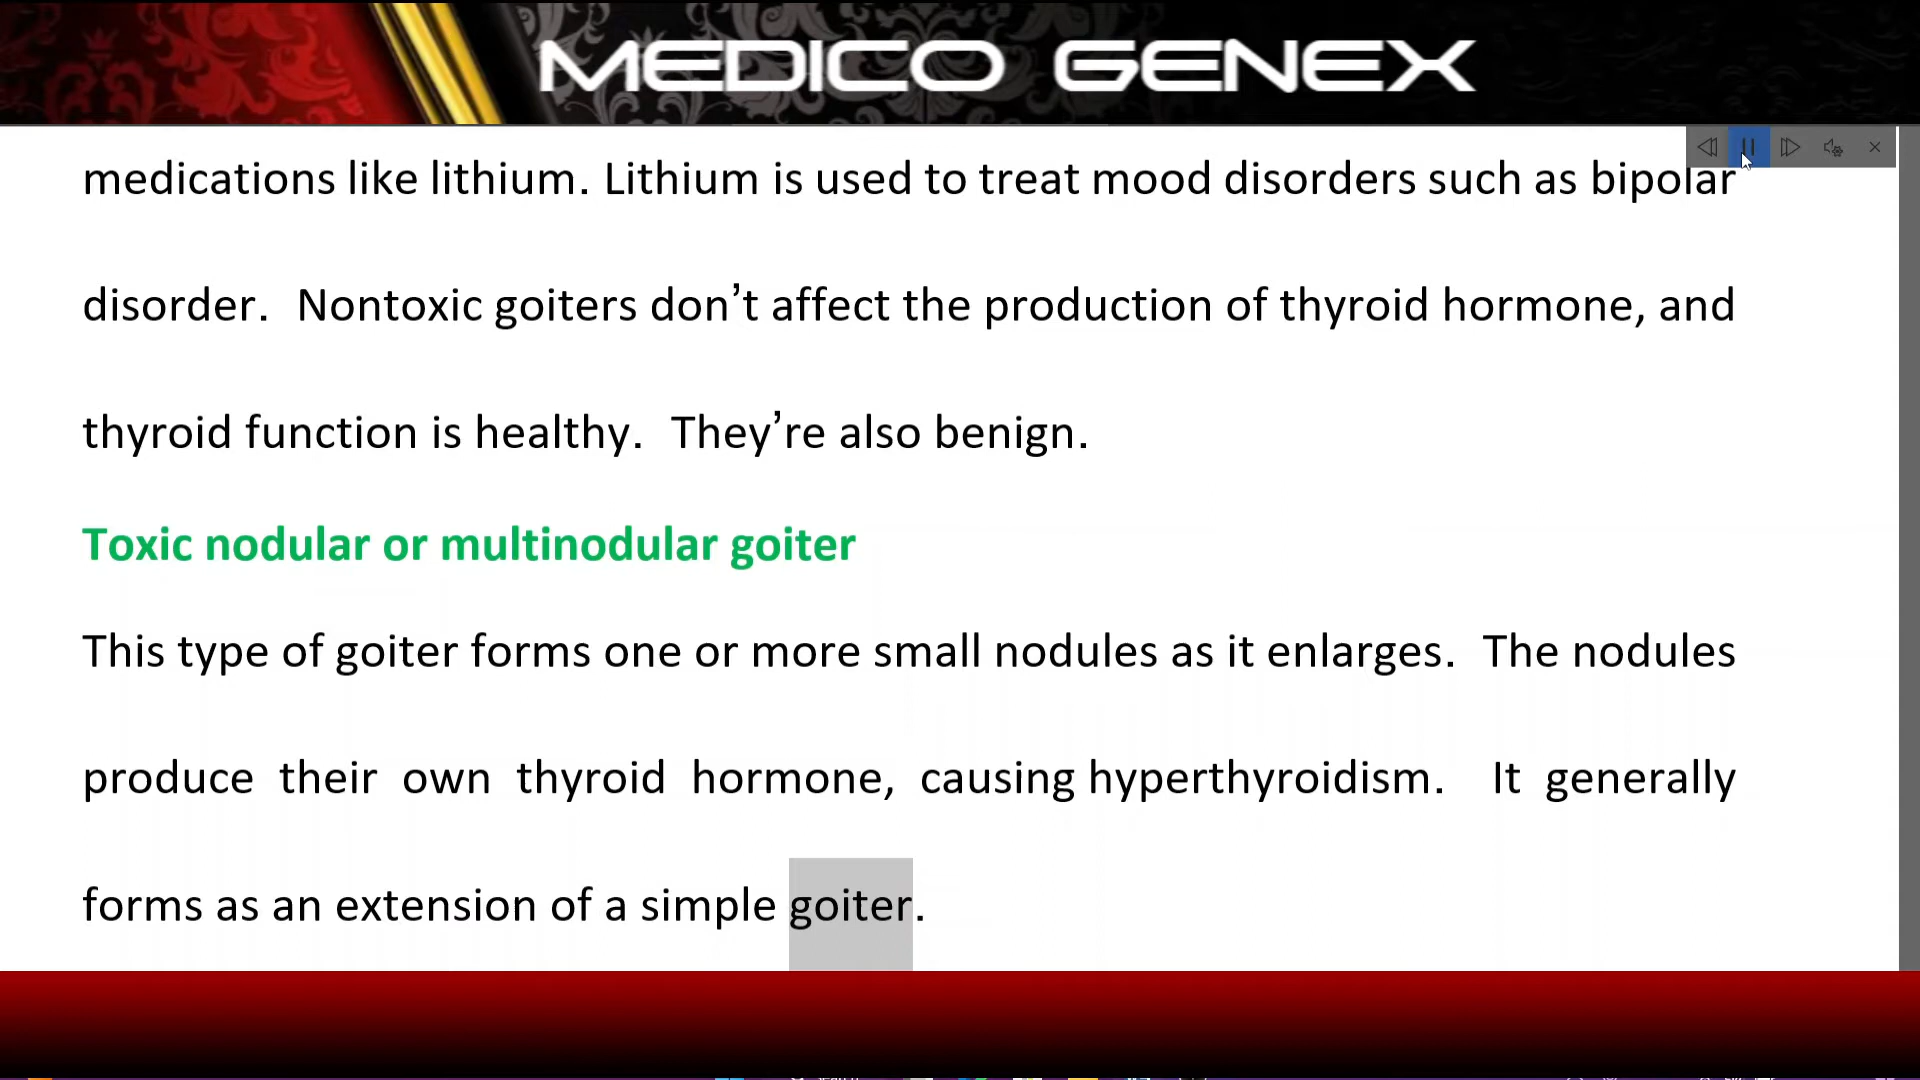 MEDICO GENEX
medications like lithium. Lithium is used to treat mood disorders such as bipolar
disorder. Nontoxic goiters don’t affect the production of thyroid hormone, and
thyroid function is healthy. They’re also benign.
Toxic nodular or multinodular goiter
This type of goiter forms one or more small nodules as it enlarges. The nodules
produce their own thyroid hormone, causing hyperthyroidism. It generally
forms as an extension of a simple goiter.